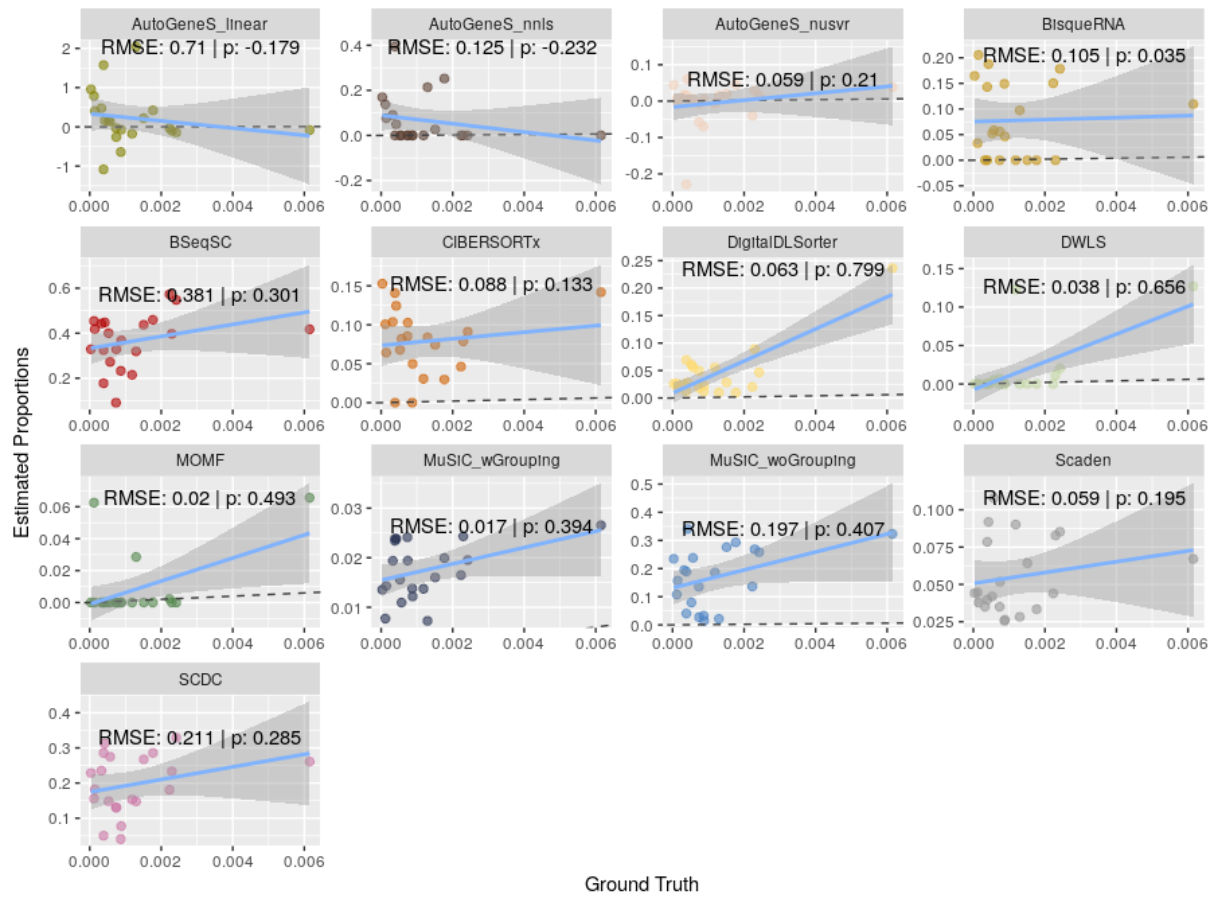 AutoGeneS_linear
RMSE: 0.71 | p: -0.179
2
1
0
-1
0.000 0.002 0.004 0.006
AutoGeneS_nnls
RMSE: 0.125 | p: -0.232
0.4
0.2
0.0
-0.2
0.000 0.002 0.004 0.006
AutoGeneS_nusvr
RMSE: 0.059 | p: 0.21
0.1
0.0
-0.1
-0.2
0.000 0.002 0.004 0.006
BisqueRNA
RMSE: 0.105 | p: 0.035
0.20
0.15
0.10
0.05
0.00
-0.05
0.000 0.002 0.004 0.006
BSeqSC
RMSE: 0.381 | p: 0.301
0.6
0.4
0.2
0.000 0.002 0.004 0.006
CIBERSORTx
RMSE: 0.088 | p: 0.133
0.15
0.10
0.05
0.00
0.000 0.002 0.004 0.006
DigitalDLSorter
RMSE: 0.063 | p: 0.799
0.25
0.20
0.15
0.10
0.05
0.00
0.000 0.002 0.004 0.006
DWLS
RMSE: 0.038 | p: 0.656
0.15
0.10
0.05
0.00
0.000 0.002 0.004 0.006
MOMF
RMSE: 0.02 | p: 0.493
0.06
0.04
0.02
0.00
0.000 0.002 0.004 0.006
MuSiC_wGrouping
RMSE: 0.017 | p: 0.394
0.03
0.02
0.01
0.000 0.002 0.004 0.006
MuSiC_woGrouping
RMSE: 0.197 | p: 0.407
0.5
0.4
0.3
0.2
0.1
0.0
0.000 0.002 0.004 0.006
Scaden
RMSE: 0.059 | p: 0.195
0.100
0.075
0.050
0.025
0.000 0.002 0.004 0.006
SCDC
RMSE: 0.211 | p: 0.285
0.4
0.3
0.2
0.1
0.000 0.002 0.004 0.006
Estimated Proportions
Ground Truth